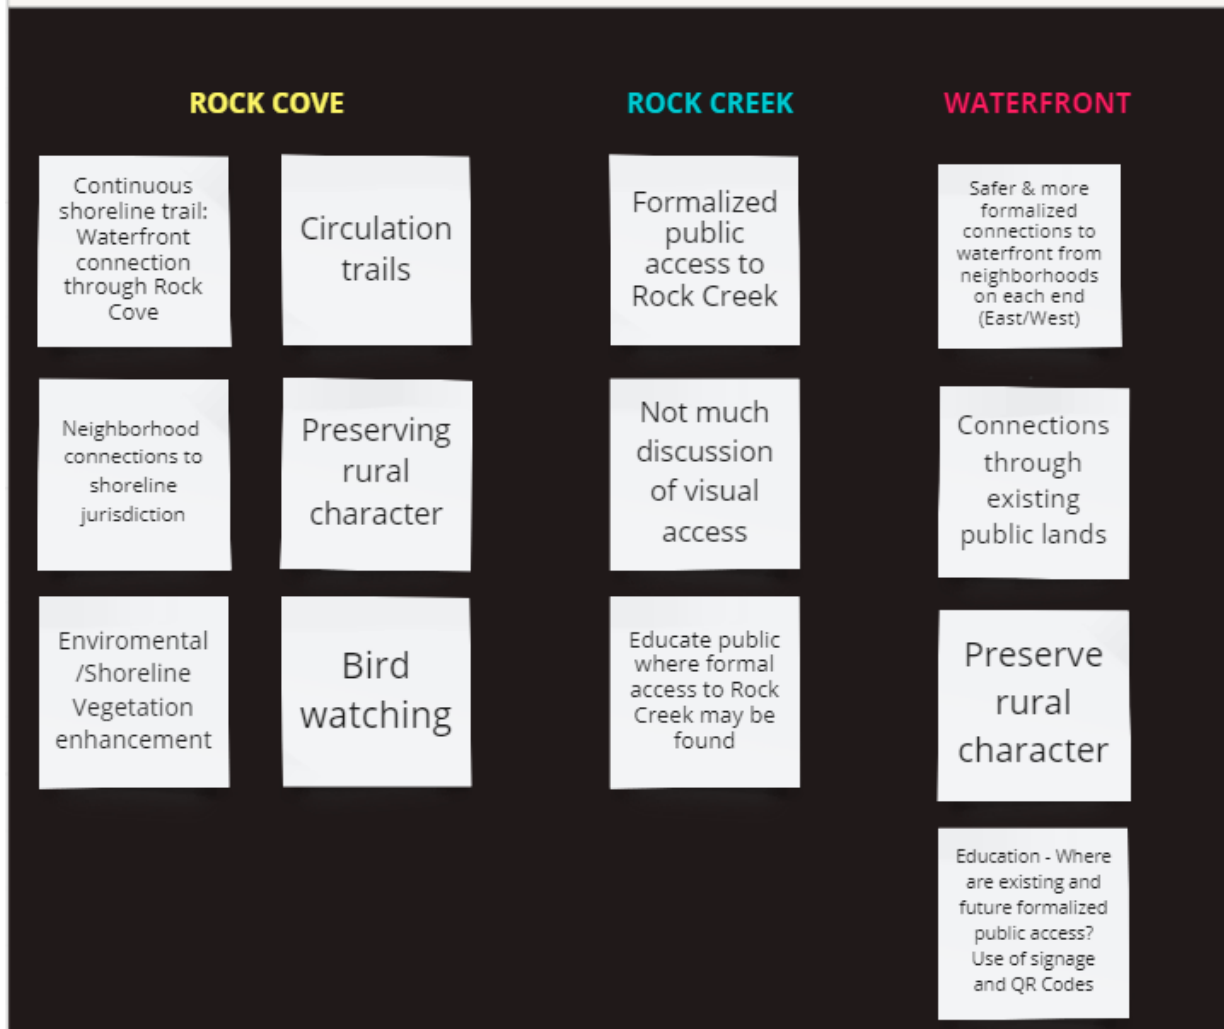 ROCK COVE
Continuous
shoreline trail:
Waterfront
connection
through Rock
Cove
Circulation
trails
Neighborhood
connections to
shoreline
jurisdiction
Preserving
rural
character
Enviromental
/Shoreline
Vegetation
enhancement
Bird
watching
ROCK CREEK
Formalized
public
access to
Rock Creek
Not much
discussion
of visual
access
Educate public
where formal
access to Rock
Creek may be
found
WATERFRONT
Safer & more
formalized
connections to
waterfront from
neighborhoods
on each end
(East/West)
Connections
through
existing
public lands
Preserve
rural
character
Education - Where
are existing and
future formalized
public access?
Use of signage
and QR Codes